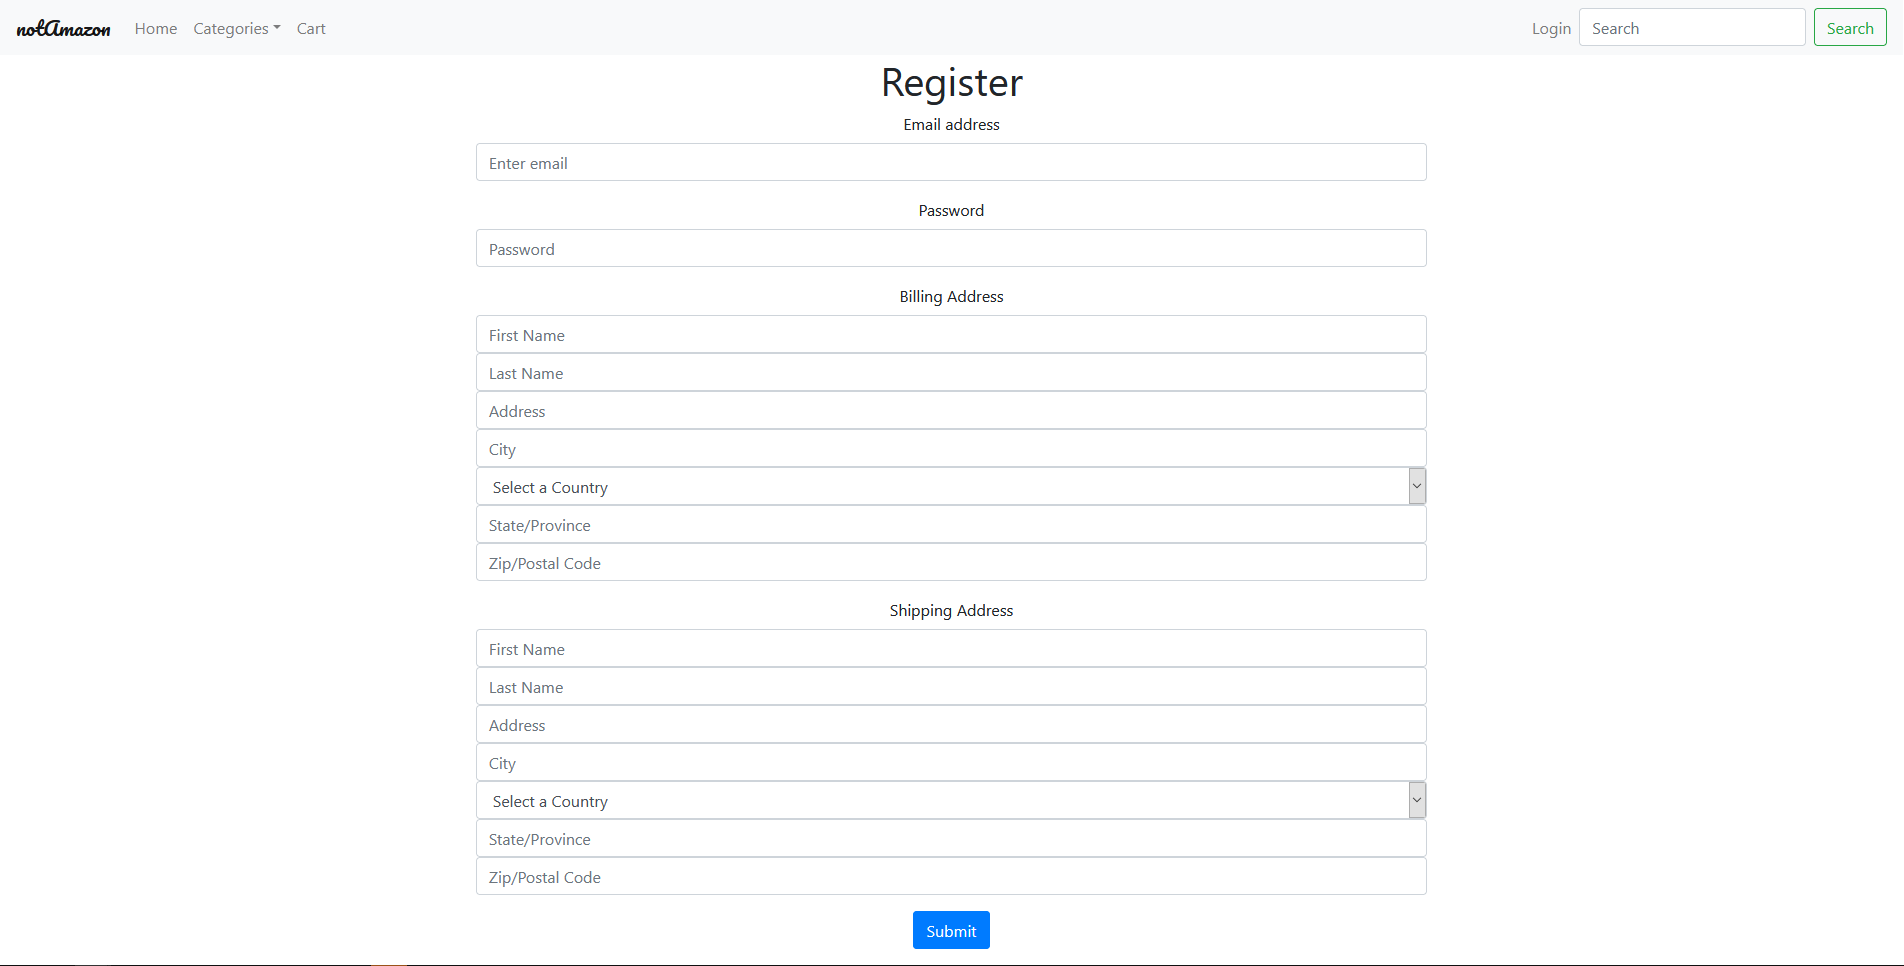 notAmazon Home Categories Cart Login Search Search
Register
Email address
Enter email
Password
Password
Billing Address
First Name
Last Name
Address
City
Select a Country
State/Province
Zip/Postal Code
Shipping Address
First Name
Last Name
Address
City
Select a Country
State/Province
Zip/Postal Code
Submit